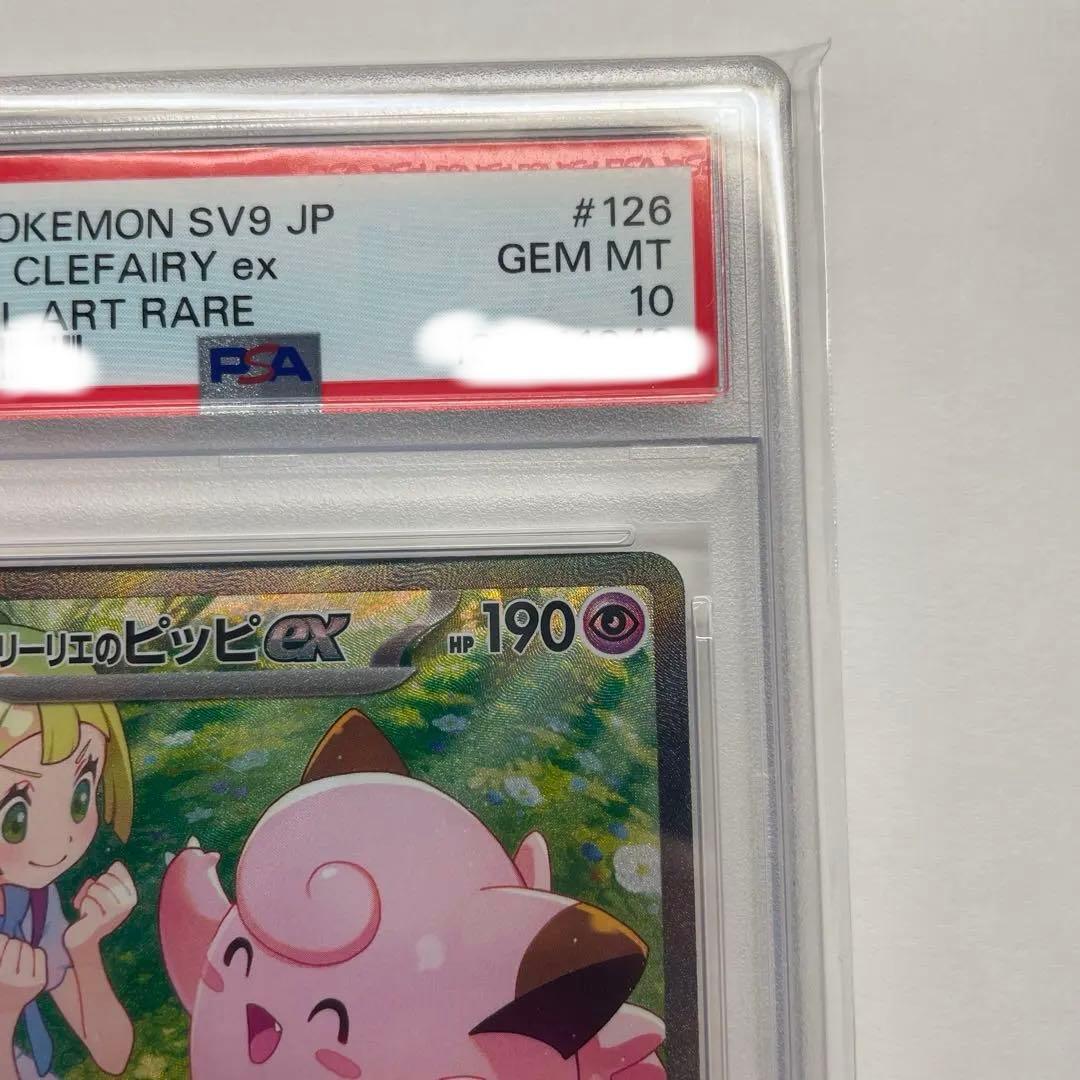 OKEMON SV9 JP
#126
CLEFAIRY ex
GEM MT
ART RARE
10
PSA
リーリエのピッピex
HP 190